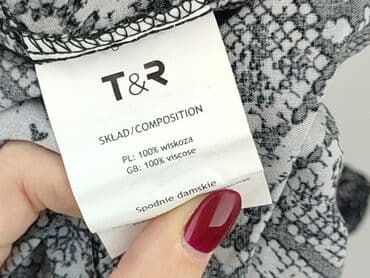 T&R
SKŁAD/COMPOSITION
PL: 100% wiskoza
GB: 100% viscose
Spodnie damskie